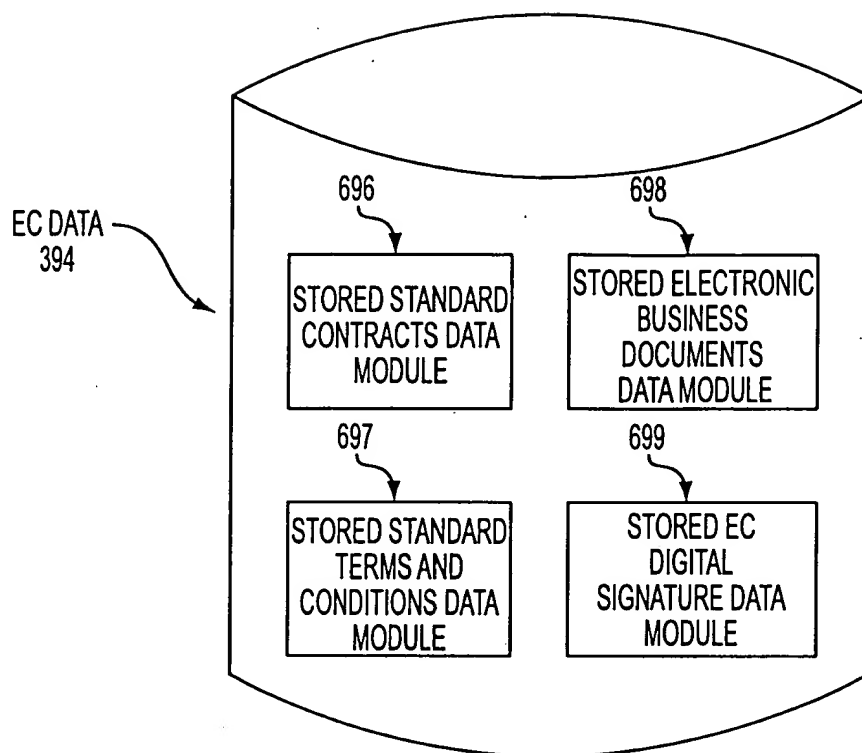 EC DATA
394
696
STORED STANDARD
CONTRACTS DATA
MODULE
698
STORED ELECTRONIC
BUSINESS
DOCUMENTS
DATA MODULE
697
STORED STANDARD
TERMS AND
CONDITIONS DATA
MODULE
699
STORED EC
DIGITAL
SIGNATURE DATA
MODULE